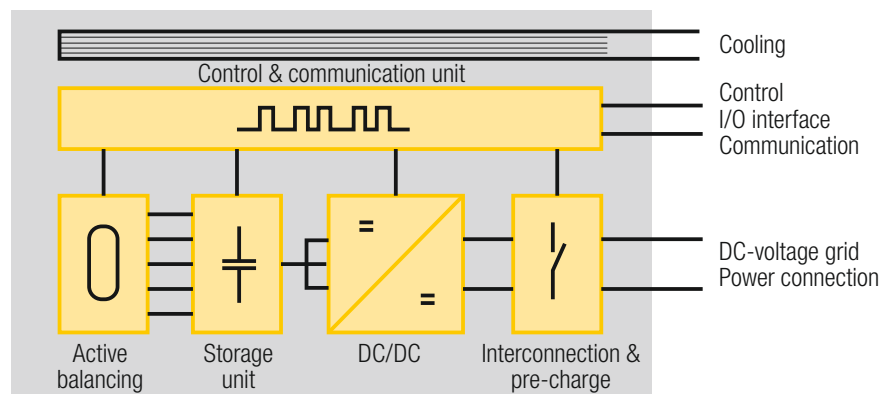 Cooling
Control & communication unit
Control
I/O interface
Communication
=
=
DC-voltage grid
Power connection
Active
balancing
Storage
unit
DC/DC
Interconnection &
pre-charge